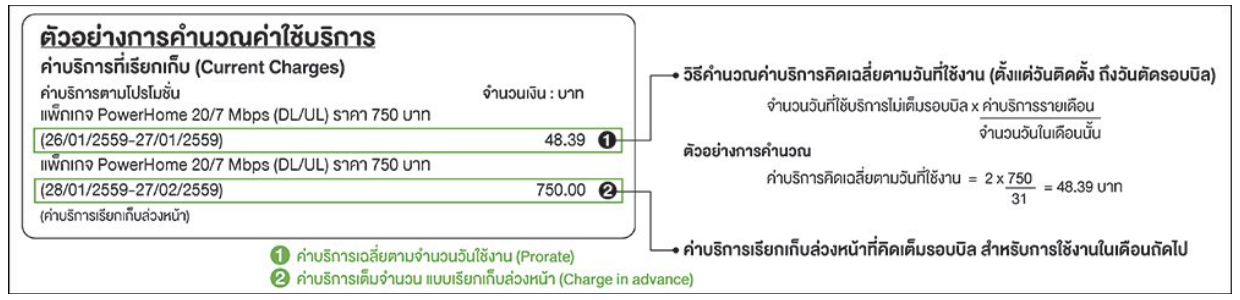 ตัวอย่างการคำนวณค่าใช้บริการ
ค่าบริการที่เรียกเก็บ (Current Charges)
ค่าบริการตามโปรโมชั่น จำนวนเงิน : บาท
แพ็กเกจ PowerHome 20/7 Mbps (DL/UL) ราคา 750 บาท
(26/01/2559-27/01/2559) 48.39 1
แพ็กเกจ PowerHome 20/7 Mbps (DL/UL) ราคา 750 บาท
(28/01/2559-27/02/2559) 750.00 2
(ค่าบริการเรียกเก็บล่วงหน้า)
1 ค่าบริการเฉลี่ยตามจำนวนวันใช้งาน (Prorate)
2 ค่าบริการเต็มจำนวน แบบเรียกเก็บล่วงหน้า (Charge in advance)
วิธีคำนวณค่าบริการคิดเฉลี่ยตามวันที่ใช้งาน (ตั้งแต่วันติดตั้ง ถึงวันตัดรอบบิล)
จำนวนวันที่ใช้บริการไม่เต็มรอบบิล x ค่าบริการรายเดือน
จำนวนวันในเดือนนั้น
ตัวอย่างการคำนวณ
ค่าบริการคิดเฉลี่ยตามวันที่ใช้งาน = 2 x 750 = 48.39 บาท
31
ค่าบริการเรียกเก็บล่วงหน้าที่คิดเต็มรอบบิล สำหรับการใช้งานในเดือนถัดไป